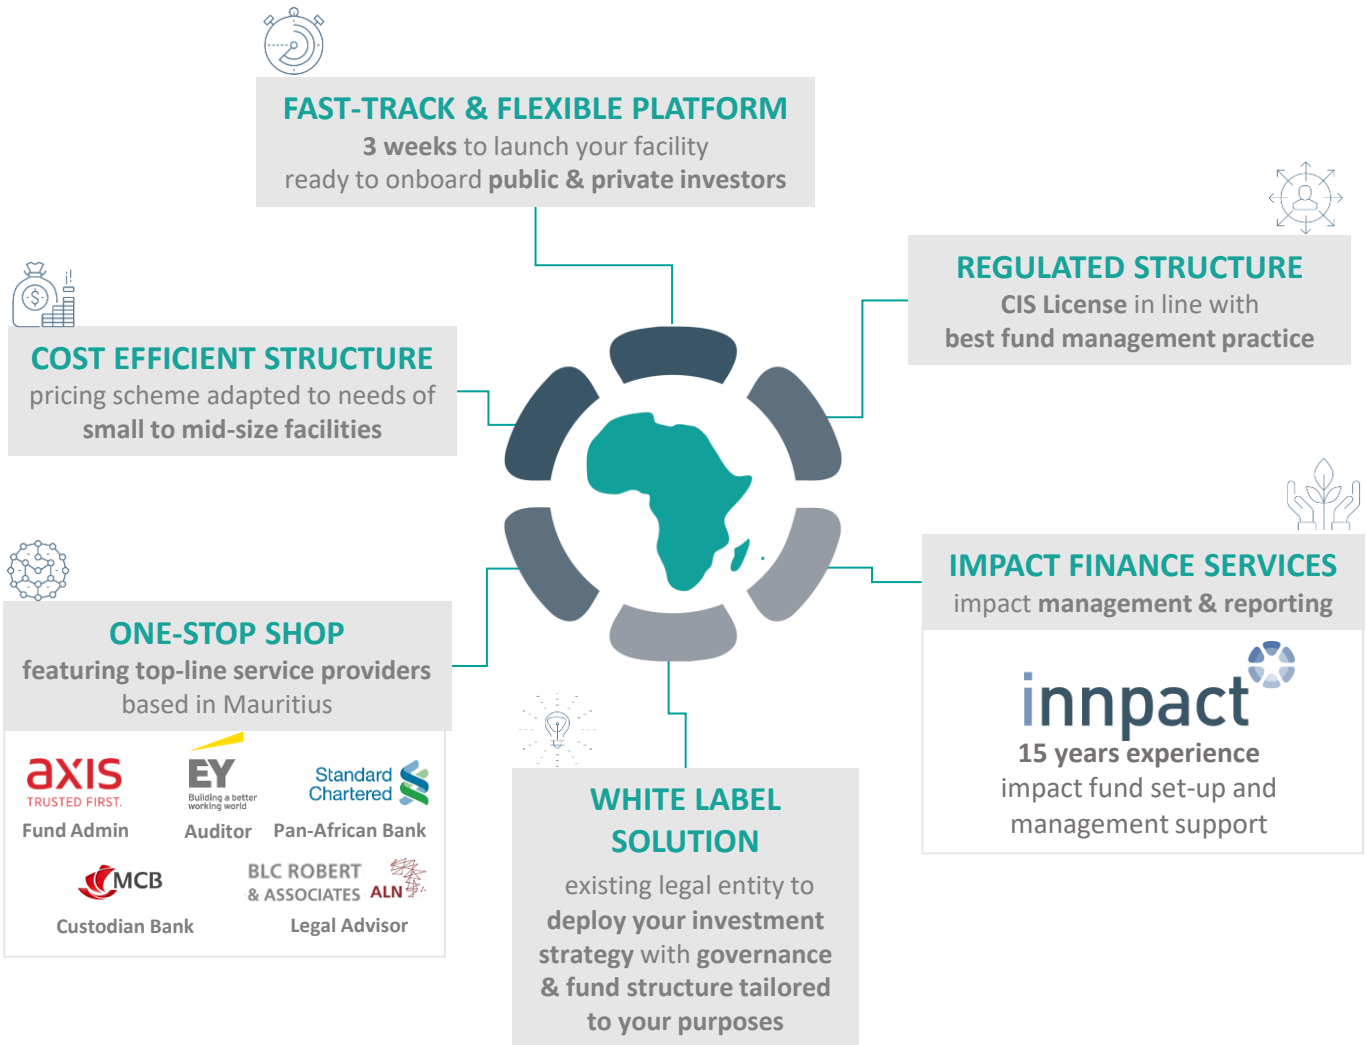 FAST-TRACK & FLEXIBLE PLATFORM
3 weeks to launch your facility
ready to onboard public & private investors
REGULATED STRUCTURE
CIS License in line with
best fund management practice
COST EFFICIENT STRUCTURE
pricing scheme adapted to needs of
small to mid-size facilities
$
IMPACT FINANCE SERVICES
impact management & reporting
innpact
15 years experience
impact fund set-up and
management support
ONE-STOP SHOP
featuring top-line service providers
based in Mauritius
axis
TRUSTED FIRST.
Fund Admin
EY
Building a better
working world
Auditor
Standard
Chartered
Pan-African Bank
MCB
Custodian Bank
BLC ROBERT
& ASSOCIATES ALN
Legal Advisor
WHITE LABEL
SOLUTION
existing legal entity to
deploy your investment
strategy with governance
& fund structure tailored
to your purposes